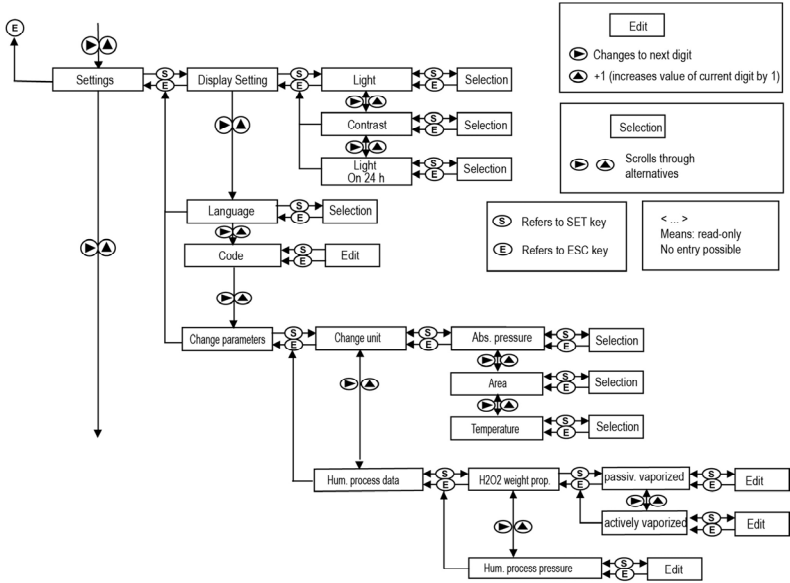 Edit
Changes to next digit
+1 (increases value of current digit by 1)
E
Settings
S
E
Display Setting
S
E
Light
S
E
Selection
Contrast
S
E
Selection
Light
On 24 h
S
E
Selection
Selection
Scrolls through
alternatives
Language
S
E
Selection
Code
S
E
Edit
S Refers to SET key
E Refers to ESC key
< ... >
Means: read-only
No entry possible
Change parameters
S
E
Change unit
S
E
Abs. pressure
S
E
Selection
Area
S
E
Selection
Temperature
S
E
Selection
Hum. process data
S
E
H2O2 weight prop.
S
E
passiv. vaporized
S
E
Edit
actively vaporized
S
E
Edit
Hum. process pressure
S
E
Edit